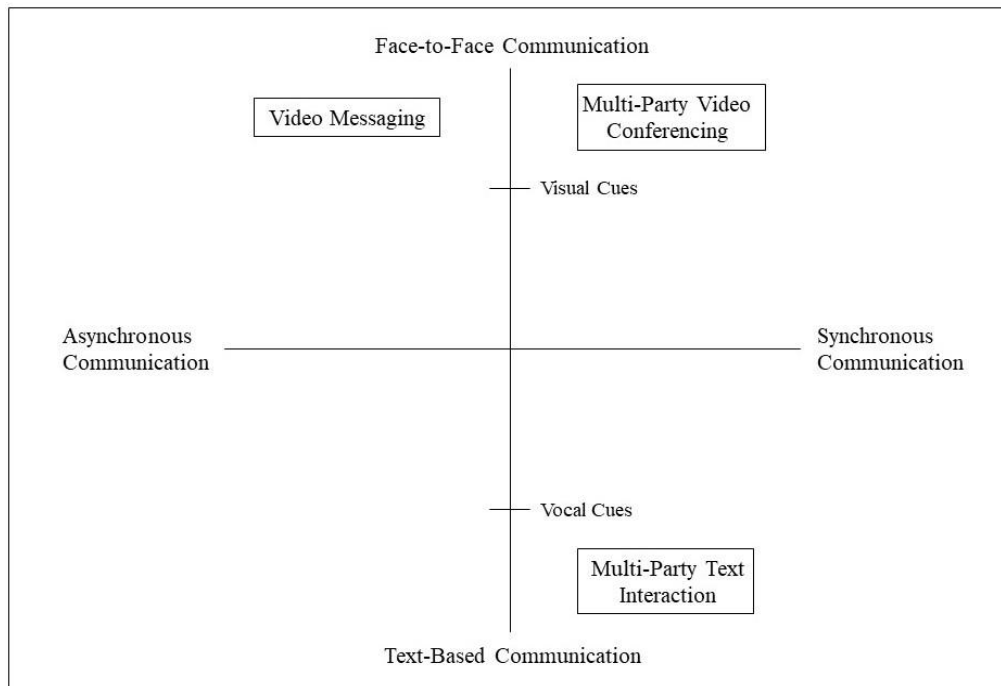 Face-to-Face Communication
Video Messaging
Multi-Party Video
Conferencing
Visual Cues
Asynchronous
Communication
Synchronous
Communication
Vocal Cues
Multi-Party Text
Interaction
Text-Based Communication